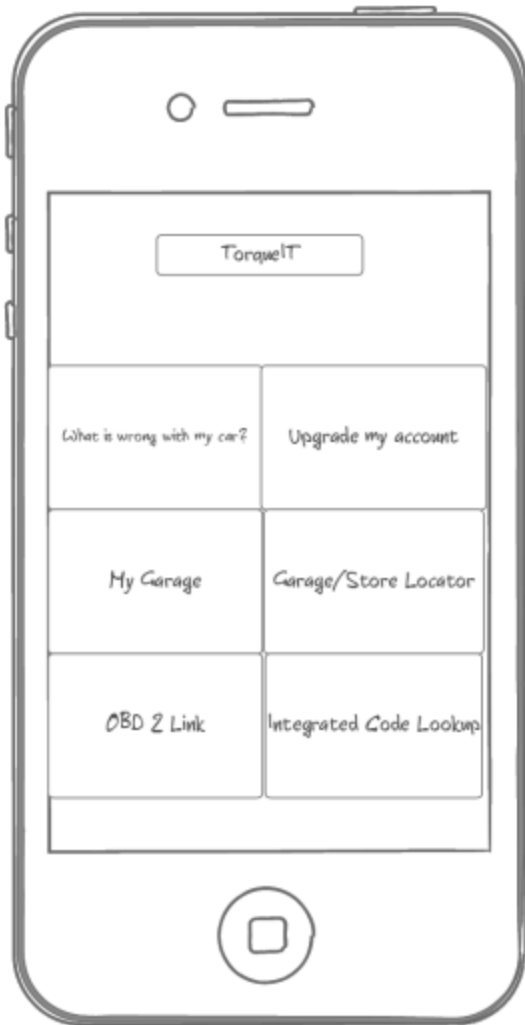 TorqueIT
What is wrong with my car?
Upgrade my account
My Garage
Garage/Store Locator
OBD 2 Link
Integrated Code Lookup